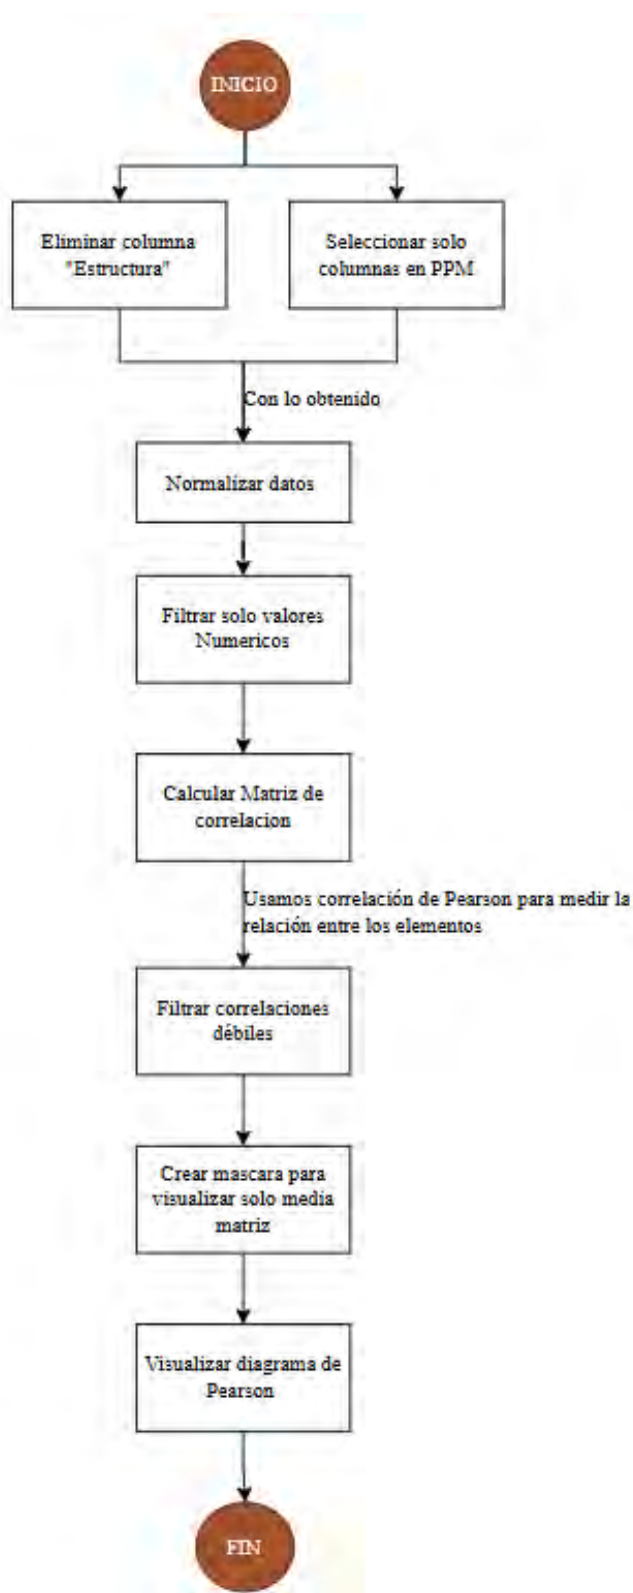 INICIO
Eliminar columna
"Estructura"
Seleccionar solo
columnas en PPM
Con lo obtenido
Normalizar datos
Filtrar solo valores
Numericos
Calcular Matriz de
correlacion
Usamos correlación de Pearson para medir la
relación entre los elementos
Filtrar correlaciones
débiles
Crear mascara para
visualizar solo media
matriz
Visualizar diagrama de
Pearson
FIN